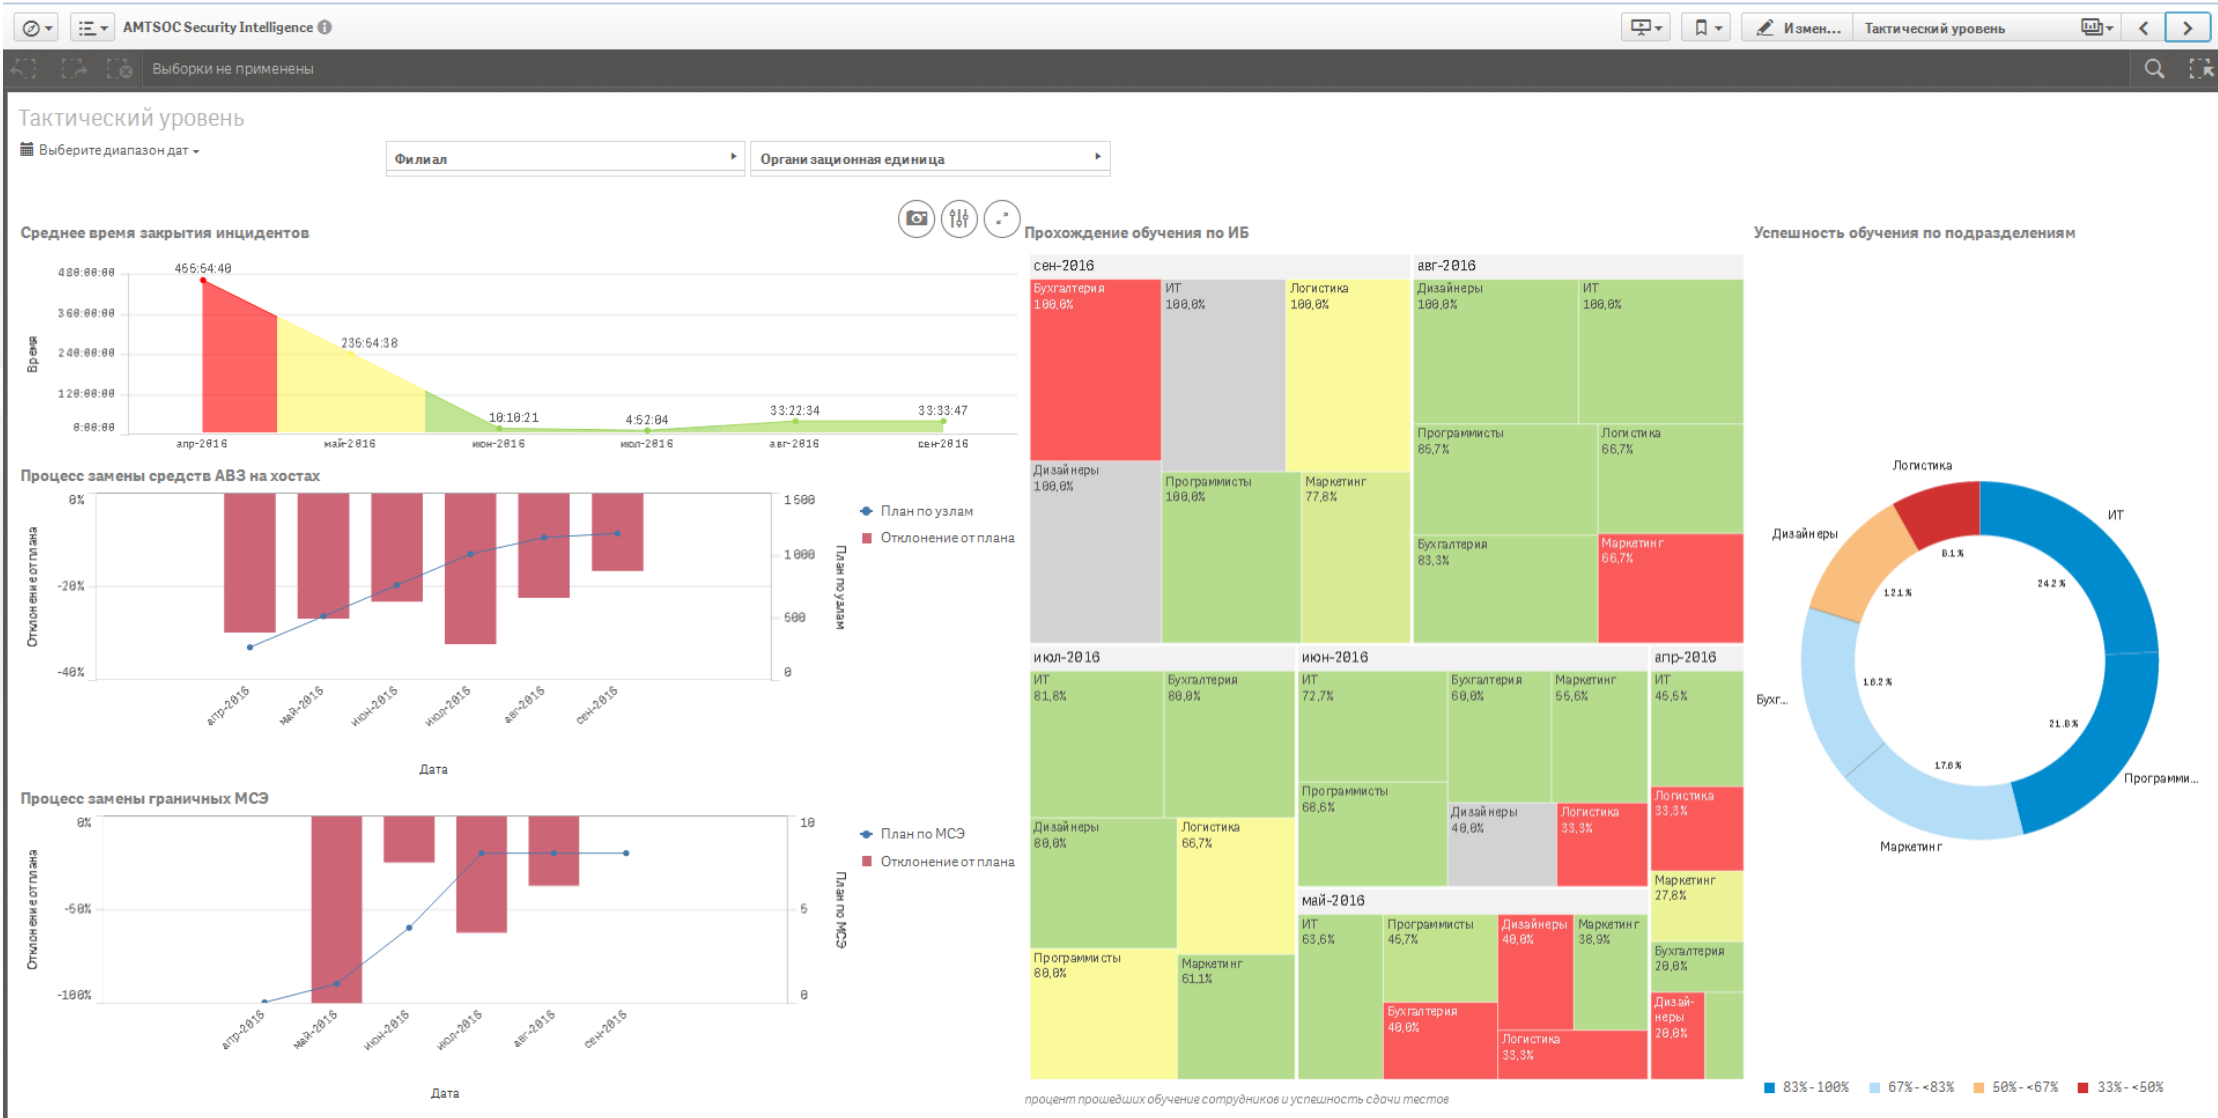 AMTSOC Security Intelligence
Измен...
Тактический уровень
Выборки не применены
Тактический уровень
Выберите диапазон дат
Филиал
Организационная единица
Среднее время закрытия инцидентов
Время
480:00:00
360:00:00
240:00:00
120:00:00
0:00:00
455:54:40
235:54:38
10:10:21
4:52:04
33:22:34
33:33:47
апр-2016
май-2016
июн-2016
июл-2016
авг-2016
сен-2016
Процесс замены средств АВЗ на хостах
Отклонение от плана
0%
-20%
-40%
1500
1000
500
0
План по узлам
План по узлам
Отклонение от плана
апр-2016
май-2016
июн-2016
июл-2016
авг-2016
сен-2016
Дата
Процесс замены граничных МСЭ
Отклонение от плана
0%
-50%
-100%
10
5
0
План по МСЭ
План по МСЭ
Отклонение от плана
апр-2016
май-2016
июн-2016
июл-2016
авг-2016
сен-2016
Дата
Прохождение обучения по ИБ
сен-2016
Бухгалтерия
100,0%
ИТ
100,0%
Логистика
100,0%
Дизайнеры
100,0%
Программисты
100,0%
Маркетинг
77,8%
авг-2016
Дизайнеры
100,0%
ИТ
100,0%
Программисты
85,7%
Логистика
66,7%
Бухгалтерия
83,3%
Маркетинг
66,7%
июл-2016
ИТ
81,8%
Бухгалтерия
80,0%
Дизайнеры
80,0%
Логистика
66,7%
Программисты
80,0%
Маркетинг
61,1%
июн-2016
ИТ
72,7%
Бухгалтерия
60,0%
Маркетинг
55,6%
Программисты
68,6%
Дизайнеры
40,0%
Логистика
33,3%
май-2016
ИТ
63,6%
Программисты
45,7%
Дизайнеры
40,0%
Маркетинг
38,9%
Бухгалтерия
40,0%
Логистика
33,3%
апр-2016
ИТ
45,5%
Логистика
33,3%
Маркетинг
27,8%
Бухгалтерия
20,0%
Дизай-
неры
20,0%
процент прошедших обучение сотрудников и успешность сдачи тестов
Успешность обучения по подразделениям
Логистика
ИТ
Дизайнеры
Бухг...
Маркетинг
Программи...
8.1%
24.2%
12.1%
16.2%
17.6%
83%-100%
67%-<83%
50%-<67%
33%-<50%